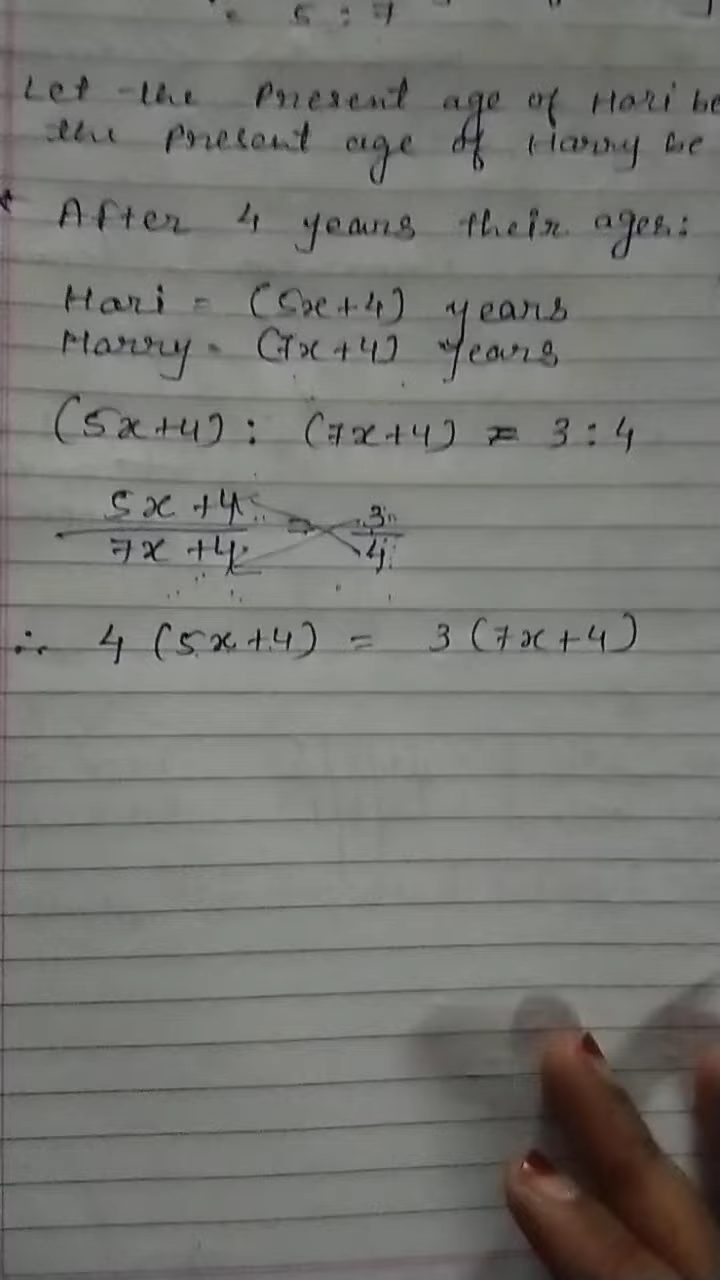 = 5 : 7
Let the present age of Hari be
the present age of Harry be
After 4 years their ages:
Hari = (5x+4) years
Harry = (7x+4) years
(5x+4) : (7x+4) = 3 : 4
5x+4 = 3
7x+4 4
∴ 4 (5x+4) = 3 (7x+4)